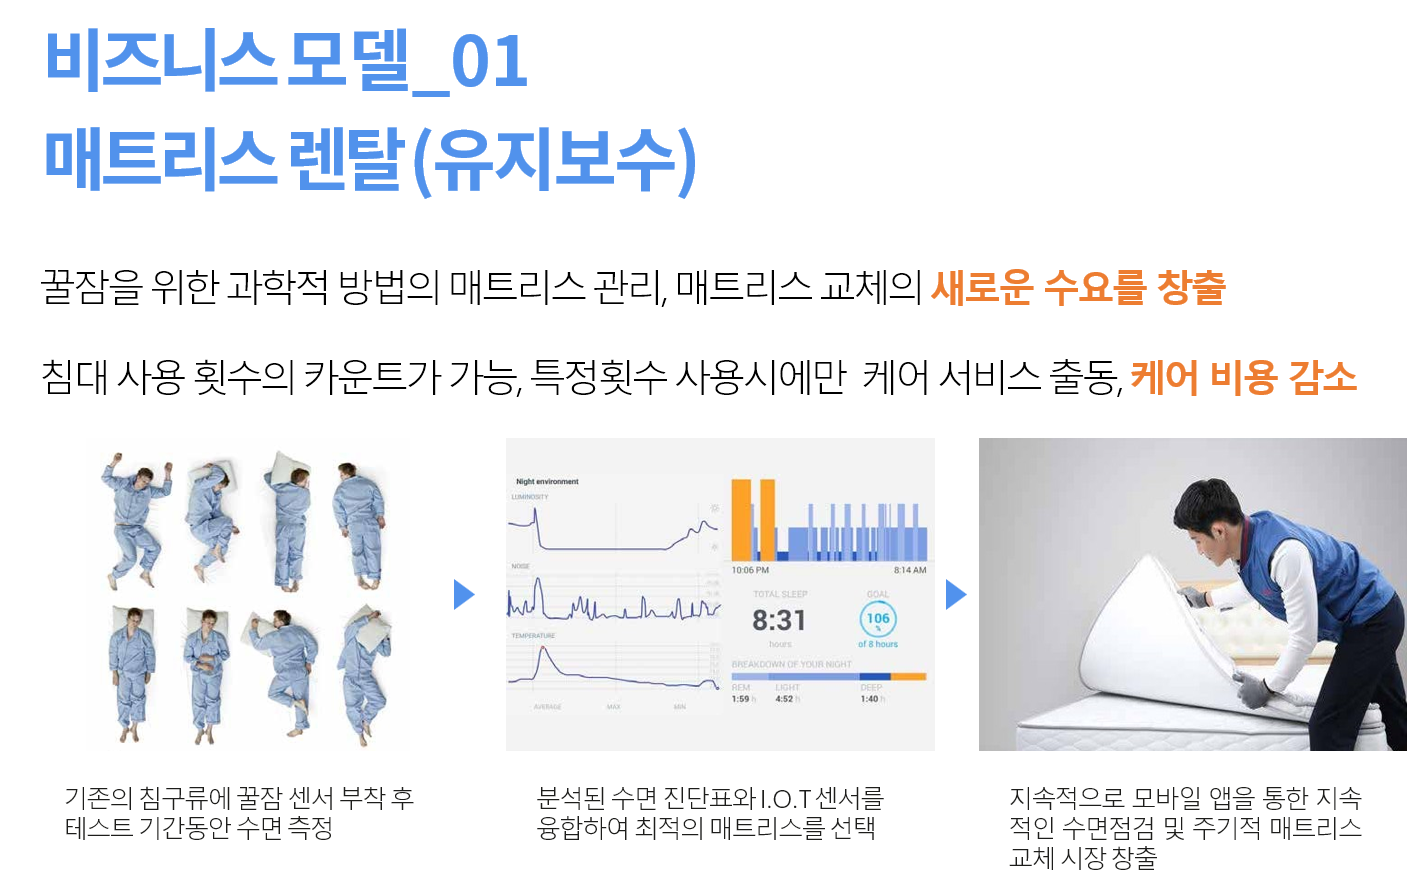 비즈니스 모델_01
매트리스 렌탈(유지보수)
꿀잠을 위한 과학적 방법의 매트리스 관리, 매트리스 교체의 새로운 수요를 창출
침대 사용 횟수의 카운트가 가능, 특정횟수 사용시에만 케어 서비스 출동, 케어 비용 감소
Night environment
LUMINOSITY
NOISE
TEMPERATURE
AVERAGE MAX MIN
10:06 PM 8:14 AM
TOTAL SLEEP
8:31
hours
GOAL
106
%
of 8 hours
BREAKDOWN OF YOUR NIGHT
REM LIGHT DEEP
1:59 h 4:52 h 1:40 h
기존의 침구류에 꿀잠 센서 부착 후
테스트 기간동안 수면 측정
분석된 수면 진단표와 I.O.T 센서를
융합하여 최적의 매트리스를 선택
지속적으로 모바일 앱을 통한 지속
적인 수면점검 및 주기적 매트리스
교체 시장 창출